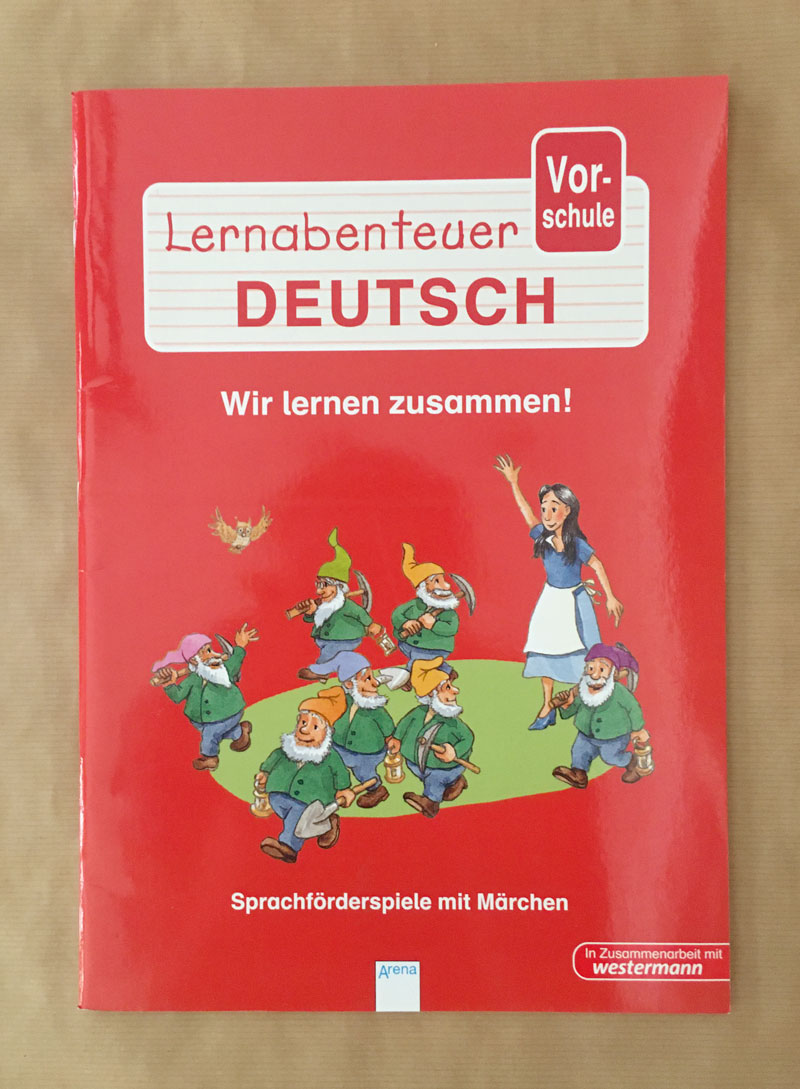 Vor-
schule
Lernabenteuer
DEUTSCH
Wir lernen zusammen!
Sprachförderspiele mit Märchen
In Zusammenarbeit mit
westermann
Arena